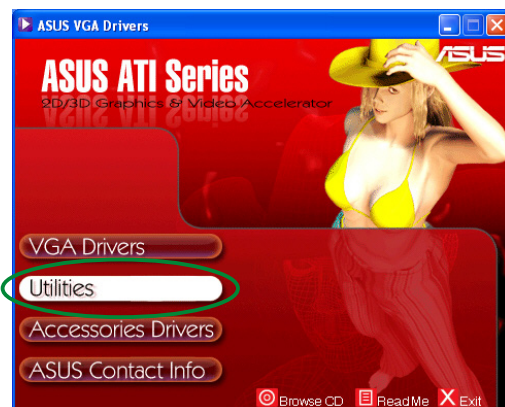 ASUS VGA Drivers
ASUS
ASUS ATI Series
2D/3D Graphics & Video Accelerator
VGA Drivers
Utilities
Accessories Drivers
ASUS Contact Info
Browse CD ReadMe Exit